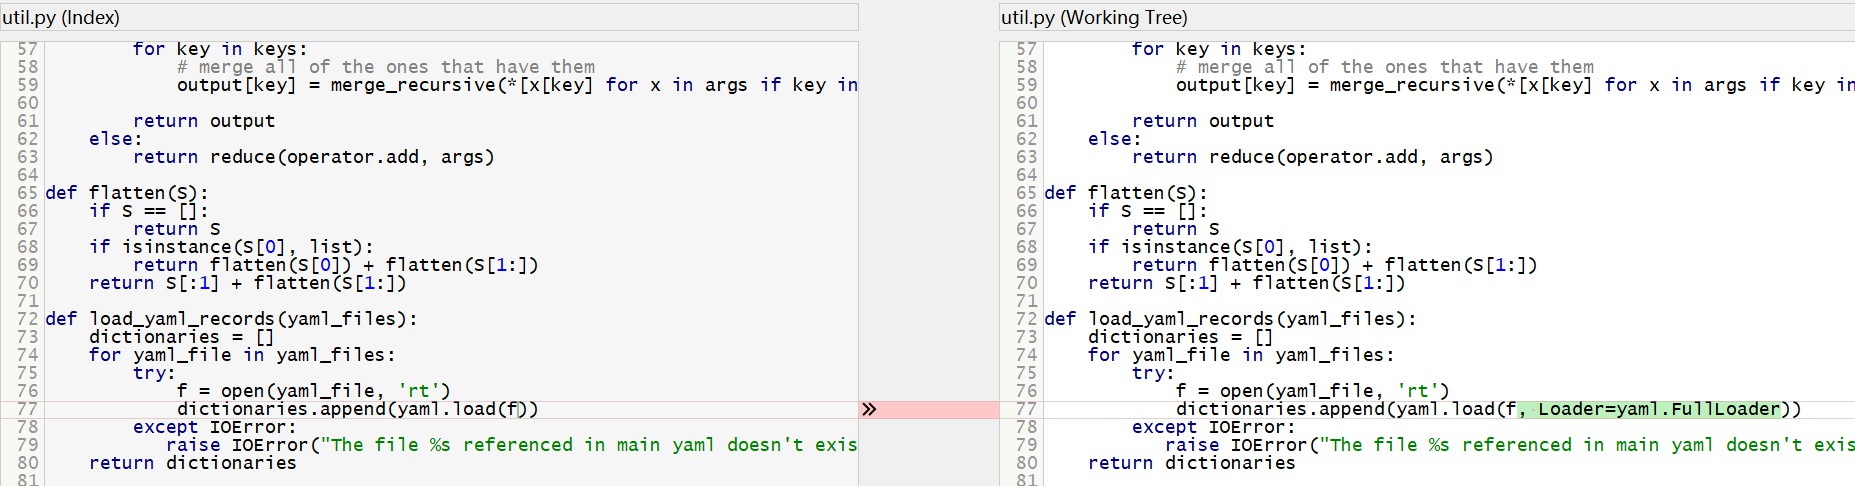 util.py (Index)
57        for key in keys:
58            # merge all of the ones that have them
59            output[key] = merge_recursive(*[x[key] for x in args if key in
60
61        return output
62    else:
63        return reduce(operator.add, args)
64
65 def flatten(S):
66    if S == []:
67        return S
68    if isinstance(S[0], list):
69        return flatten(S[0]) + flatten(S[1:])
70    return S[:1] + flatten(S[1:])
71
72 def load_yaml_records(yaml_files):
73    dictionaries = []
74    for yaml_file in yaml_files:
75        try:
76            f = open(yaml_file, 'rt')
77            dictionaries.append(yaml.load(f))
78        except IOError:
79           raise IOError("The file %s referenced in main yaml doesn't exis
80    return dictionaries
81
»
util.py (Working Tree)
57        for key in keys:
58            # merge all of the ones that have them
59            output[key] = merge_recursive(*[x[key] for x in args if key in
60
61        return output
62    else:
63        return reduce(operator.add, args)
64
65 def flatten(S):
66    if S == []:
67        return S
68    if isinstance(S[0], list):
69        return flatten(S[0]) + flatten(S[1:])
70    return S[:1] + flatten(S[1:])
71
72 def load_yaml_records(yaml_files):
73    dictionaries = []
74    for yaml_file in yaml_files:
75        try:
76            f = open(yaml_file, 'rt')
77            dictionaries.append(yaml.load(f, Loader=yaml.FullLoader))
78        except IOError:
79           raise IOError("The file %s referenced in main yaml doesn't exis
80    return dictionaries
81